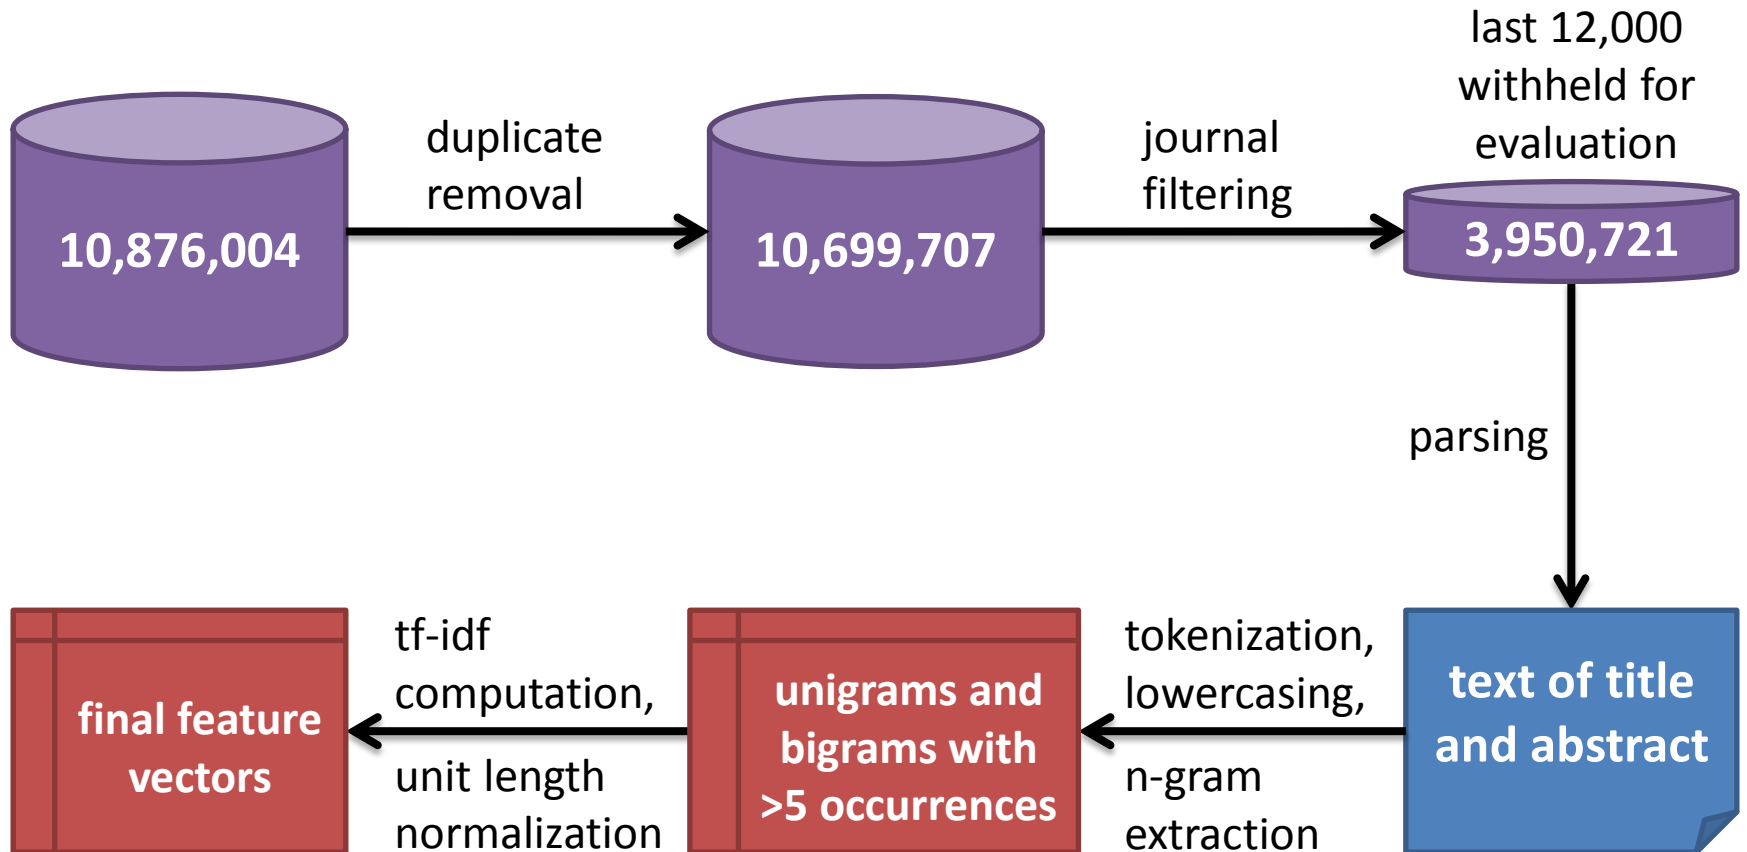 10,876,004
duplicate
removal
10,699,707
journal
filtering
last 12,000
withheld for
evaluation
3,950,721
parsing
text of title
and abstract
tokenization,
lowercasing,
n-gram
extraction
unigrams and
bigrams with
>5 occurrences
tf-idf
computation,
unit length
normalization
final feature
vectors